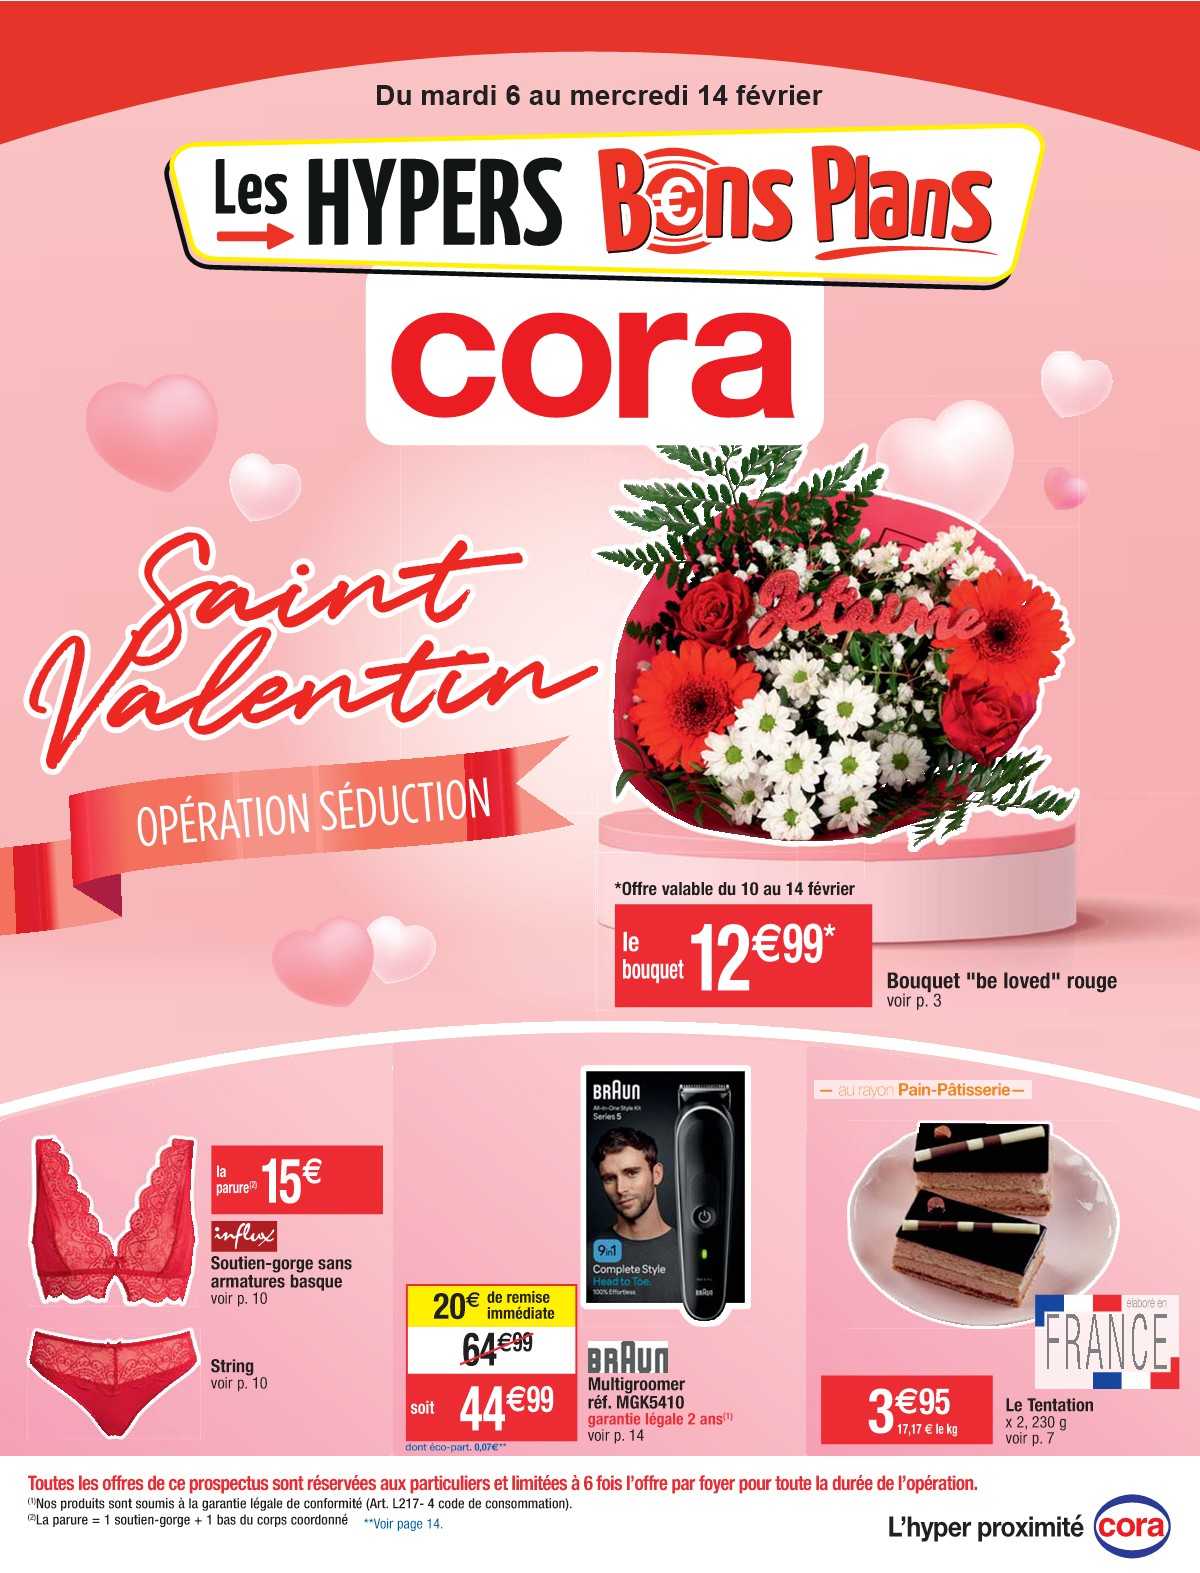 Du mardi 6 au mercredi 14 février
Les HYPERS Bons Plans
cora
Saint
Valentin
OPÉRATION SÉDUCTION
Je t'aime
*Offre valable du 10 au 14 février
le bouquet 12€99*
Bouquet "be loved" rouge
voir p. 3
la parure(2) 15€
influx
Soutien-gorge sans
armatures basque
voir p. 10
String
voir p. 10
BRAUN
All-in-One Style Kit
Series 5
9in1
Complete Style
Head to Toe.
100% Effortless
BRAUN
20€ de remise immédiate
64€99
soit 44€99
dont éco-part. 0,07€**
BRAUN
Multigroomer
réf. MGK5410
garantie légale 2 ans(1)
voir p. 14
au rayon Pain-Pâtisserie
élaboré en
FRANCE
3€95
17,17 € le kg
Le Tentation
x 2, 230 g
voir p. 7
Toutes les offres de ce prospectus sont réservées aux particuliers et limitées à 6 fois l'offre par foyer pour toute la durée de l'opération.
(1)Nos produits sont soumis à la garantie légale de conformité (Art. L217- 4 code de consommation).
(2)La parure = 1 soutien-gorge + 1 bas du corps coordonné **Voir page 14.
L'hyper proximité cora